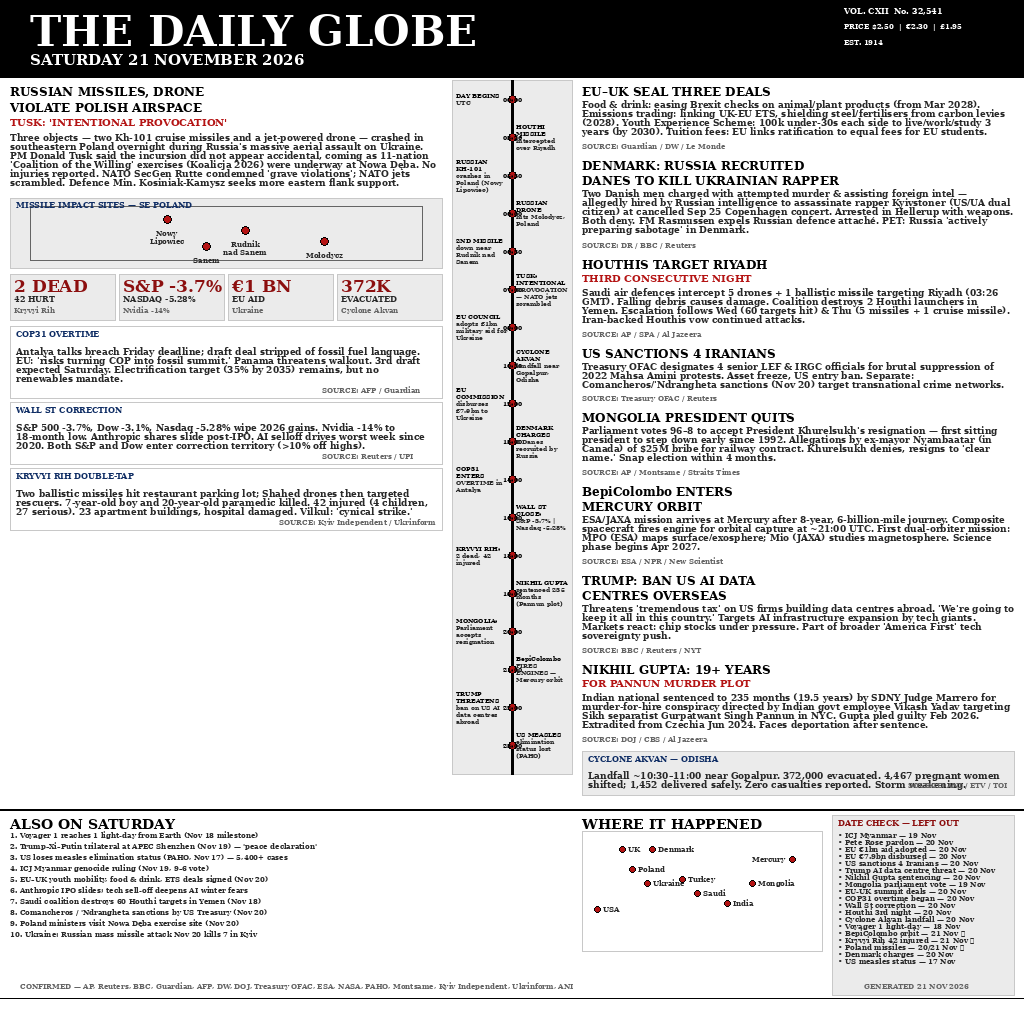 THE DAILY GLOBE
SATURDAY 21 NOVEMBER 2026
VOL. CXII No. 32,541
PRICE $2.50 | €2.30 | £1.95
EST. 1914
RUSSIAN MISSILES, DRONE
VIOLATE POLISH AIRSPACE
TUSK: 'INTENTIONAL PROVOCATION'
Three objects — two Kh-101 cruise missiles and a jet-powered drone — crashed in
southeastern Poland overnight during Russia's massive aerial assault on Ukraine.
PM Donald Tusk said the incursion did not appear accidental, coming as 11-nation
'Coalition of the Willing' exercises (Koalicja 2026) were underway at Nowa Deba. No
injuries reported. NATO SecGen Rutte condemned 'grave violations'; NATO jets
scrambled. Defence Min. Kosiniak-Kamysz seeks more eastern flank support.
MISSILE IMPACT SITES — SE POLAND
Nowy
Lipowiec
Sanem
Rudnik
nad Sanem
Molodycz
2 DEAD
42 HURT
Kryvyi Rih
S&P -3.7%
NASDAQ -5.28%
Nvidia -14%
€1 BN
EU AID
Ukraine
372K
EVACUATED
Cyclone Akvan
COP31 OVERTIME
Antalya talks breach Friday deadline; draft deal stripped of fossil fuel language.
EU: 'risks turning COP into fossil summit.' Panama threatens walkout. 3rd draft
expected Saturday. Electrification target (35% by 2035) remains, but no
renewables mandate.
SOURCE: AFP / Guardian
WALL ST CORRECTION
S&P 500 -3.7%, Dow -3.1%, Nasdaq -5.28% wipe 2026 gains. Nvidia -14% to
18-month low. Anthropic shares slide post-IPO. AI selloff drives worst week since
2020. Both S&P and Dow enter correction territory (>10% off highs).
SOURCE: Reuters / UPI
KRYVYI RIH DOUBLE-TAP
Two ballistic missiles hit restaurant parking lot; Shahed drones then targeted
rescuers. 7-year-old boy and 20-year-old paramedic killed. 42 injured (4 children,
27 serious). 23 apartment buildings, hospital damaged. Vilkul: 'cynical strike.'
SOURCE: Kyiv Independent / Ukrinform
DAY BEGINS
UTC
HOUTHI
MISSILE
intercepted
over Riyadh
RUSSIAN
KH-101
crashes in
Poland (Nowy
Lipowiec)
RUSSIAN
DRONE
hits Molodycz,
Poland
2ND MISSILE
down near
Rudnik nad
Sanem
TUSK:
INTENTIONAL
PROVOCATION
— NATO jets
scrambled
EU COUNCIL
adopts €1bn
military aid for
Ukraine
CYCLONE
AKVAN
landfall near
Gopalpur,
Odisha
EU
COMMISSION
disburses
€7.9bn to
Ukraine
DENMARK
CHARGES
2 Danes
recruited by
Russia
COP31
ENTERS
OVERTIME in
Antalya
WALL ST
CLOSE:
S&P -3.7% |
Nasdaq -5.28%
KRYVYI RIH:
2 dead, 42
injured
NIKHIL GUPTA
sentenced 235
months
(Pannun plot)
MONGOLIA:
Parliament
accepts
resignation
BepiColombo
FIRES
ENGINES —
Mercury orbit
TRUMP
THREATENS
ban on US AI
data centres
abroad
US MEASLES
elimination
status lost
(PAHO)
EU–UK SEAL THREE DEALS
Food & drink: easing Brexit checks on animal/plant products (from Mar 2028).
Emissions trading: linking UK-EU ETS, shielding steel/fertilisers from carbon levies
(2028). Youth Experience Scheme: 100k under-30s each side to live/work/study 3
years (by 2030). Tuition fees: EU links ratification to equal fees for EU students.
SOURCE: Guardian / DW / Le Monde
DENMARK: RUSSIA RECRUITED
DANES TO KILL UKRAINIAN RAPPER
Two Danish men charged with attempted murder & assisting foreign intel —
allegedly hired by Russian intelligence to assassinate rapper Kyivstoner (US/UA dual
citizen) at cancelled Sep 25 Copenhagen concert. Arrested in Hellerup with weapons.
Both deny. FM Rasmussen expels Russian defence attaché. PET: Russia 'actively
preparing sabotage' in Denmark.
SOURCE: DR / BBC / Reuters
HOUTHIS TARGET RIYADH
THIRD CONSECUTIVE NIGHT
Saudi air defences intercept 5 drones + 1 ballistic missile targeting Riyadh (03:26
GMT). Falling debris causes damage. Coalition destroys 2 Houthi launchers in
Yemen. Escalation follows Wed (60 targets hit) & Thu (5 missiles + 1 cruise missile).
Iran-backed Houthis vow continued attacks.
SOURCE: AP / SPA / Al Jazeera
US SANCTIONS 4 IRANIANS
Treasury OFAC designates 4 senior LEF & IRGC officials for brutal suppression of
2022 Mahsa Amini protests. Asset freeze, US entry ban. Separate:
Comancheros/'Ndrangheta sanctions (Nov 20) target transnational crime networks.
SOURCE: Treasury OFAC / Reuters
MONGOLIA PRESIDENT QUITS
Parliament votes 96-8 to accept President Khurelsukh's resignation — first sitting
president to step down early since 1992. Allegations by ex-mayor Nyambaatar (in
Canada) of $25M bribe for railway contract. Khurelsukh denies, resigns to 'clear
name.' Snap election within 4 months.
SOURCE: AP / Montsame / Straits Times
BepiColombo ENTERS
MERCURY ORBIT
ESA/JAXA mission arrives at Mercury after 8-year, 6-billion-mile journey. Composite
spacecraft fires engine for orbital capture at ~21:00 UTC. First dual-orbiter mission:
MPO (ESA) maps surface/exosphere; Mio (JAXA) studies magnetosphere. Science
phase begins Apr 2027.
SOURCE: ESA / NPR / New Scientist
TRUMP: BAN US AI DATA
CENTRES OVERSEAS
Threatens 'tremendous tax' on US firms building data centres abroad. 'We're going to
keep it all in this country.' Targets AI infrastructure expansion by tech giants.
Markets react: chip stocks under pressure. Part of broader 'America First' tech
sovereignty push.
SOURCE: BBC / Reuters / NYT
NIKHIL GUPTA: 19+ YEARS
FOR PANNUN MURDER PLOT
Indian national sentenced to 235 months (19.5 years) by SDNY Judge Marrero for
murder-for-hire conspiracy directed by Indian govt employee Vikash Yadav targeting
Sikh separatist Gurpatwant Singh Pannun in NYC. Gupta pled guilty Feb 2026.
Extradited from Czechia Jun 2024. Faces deportation after sentence.
SOURCE: DOJ / CBS / Al Jazeera
CYCLONE AKVAN — ODISHA
Landfall ~10:30–11:00 near Gopalpur. 372,000 evacuated. 4,467 pregnant women
shifted; 1,452 delivered safely. Zero casualties reported. Storm weakening.
/ ETV / TOI
ALSO ON SATURDAY
1. Voyager 1 reaches 1 light-day from Earth (Nov 18 milestone)
2. Trump-Xi-Putin trilateral at APEC Shenzhen (Nov 19) — 'peace declaration'
3. US loses measles elimination status (PAHO, Nov 17) — 5,400+ cases
4. ICJ Myanmar genocide ruling (Nov 19, 9-6 vote)
5. EU-UK youth mobility, food & drink, ETS deals signed (Nov 20)
6. Anthropic IPO slides; tech sell-off deepens AI winter fears
7. Saudi coalition destroys 60 Houthi targets in Yemen (Nov 18)
8. Comancheros / 'Ndrangheta sanctions by US Treasury (Nov 20)
9. Poland ministers visit Nowa Deba exercise site (Nov 20)
10. Ukraine: Russian mass missile attack Nov 20 kills 7 in Kyiv
WHERE IT HAPPENED
UK
Denmark
Mercury
Poland
Ukraine
Turkey
Mongolia
Saudi
India
USA
DATE CHECK — LEFT OUT
• ICJ Myanmar — 19 Nov
• Pete Rose pardon — 20 Nov
• EU €1bn aid adopted — 20 Nov
• EU €7.9bn disbursed — 20 Nov
• US sanctions 4 Iranians — 20 Nov
• Trump AI data centre threat — 20 Nov
• Nikhil Gupta sentencing — 20 Nov
• Mongolia parliament vote — 19 Nov
• EU-UK summit deals — 20 Nov
• COP31 overtime began — 20 Nov
• Wall St correction — 20 Nov
• Houthi 3rd night — 20 Nov
• Cyclone Akvan landfall — 20 Nov
• Voyager 1 light-day — 18 Nov
• BepiColombo orbit — 21 Nov
• Kryvyi Rih 42 injured — 21 Nov
• Poland missiles — 20/21 Nov
• Denmark charges — 20 Nov
• US measles status — 17 Nov
CONFIRMED — AP, Reuters, BBC, Guardian, AFP, DW, DOJ, Treasury OFAC, ESA, NASA, PAHO, Montsame, Kyiv Independent, Ukrinform, ANI
GENERATED 21 NOV 2026